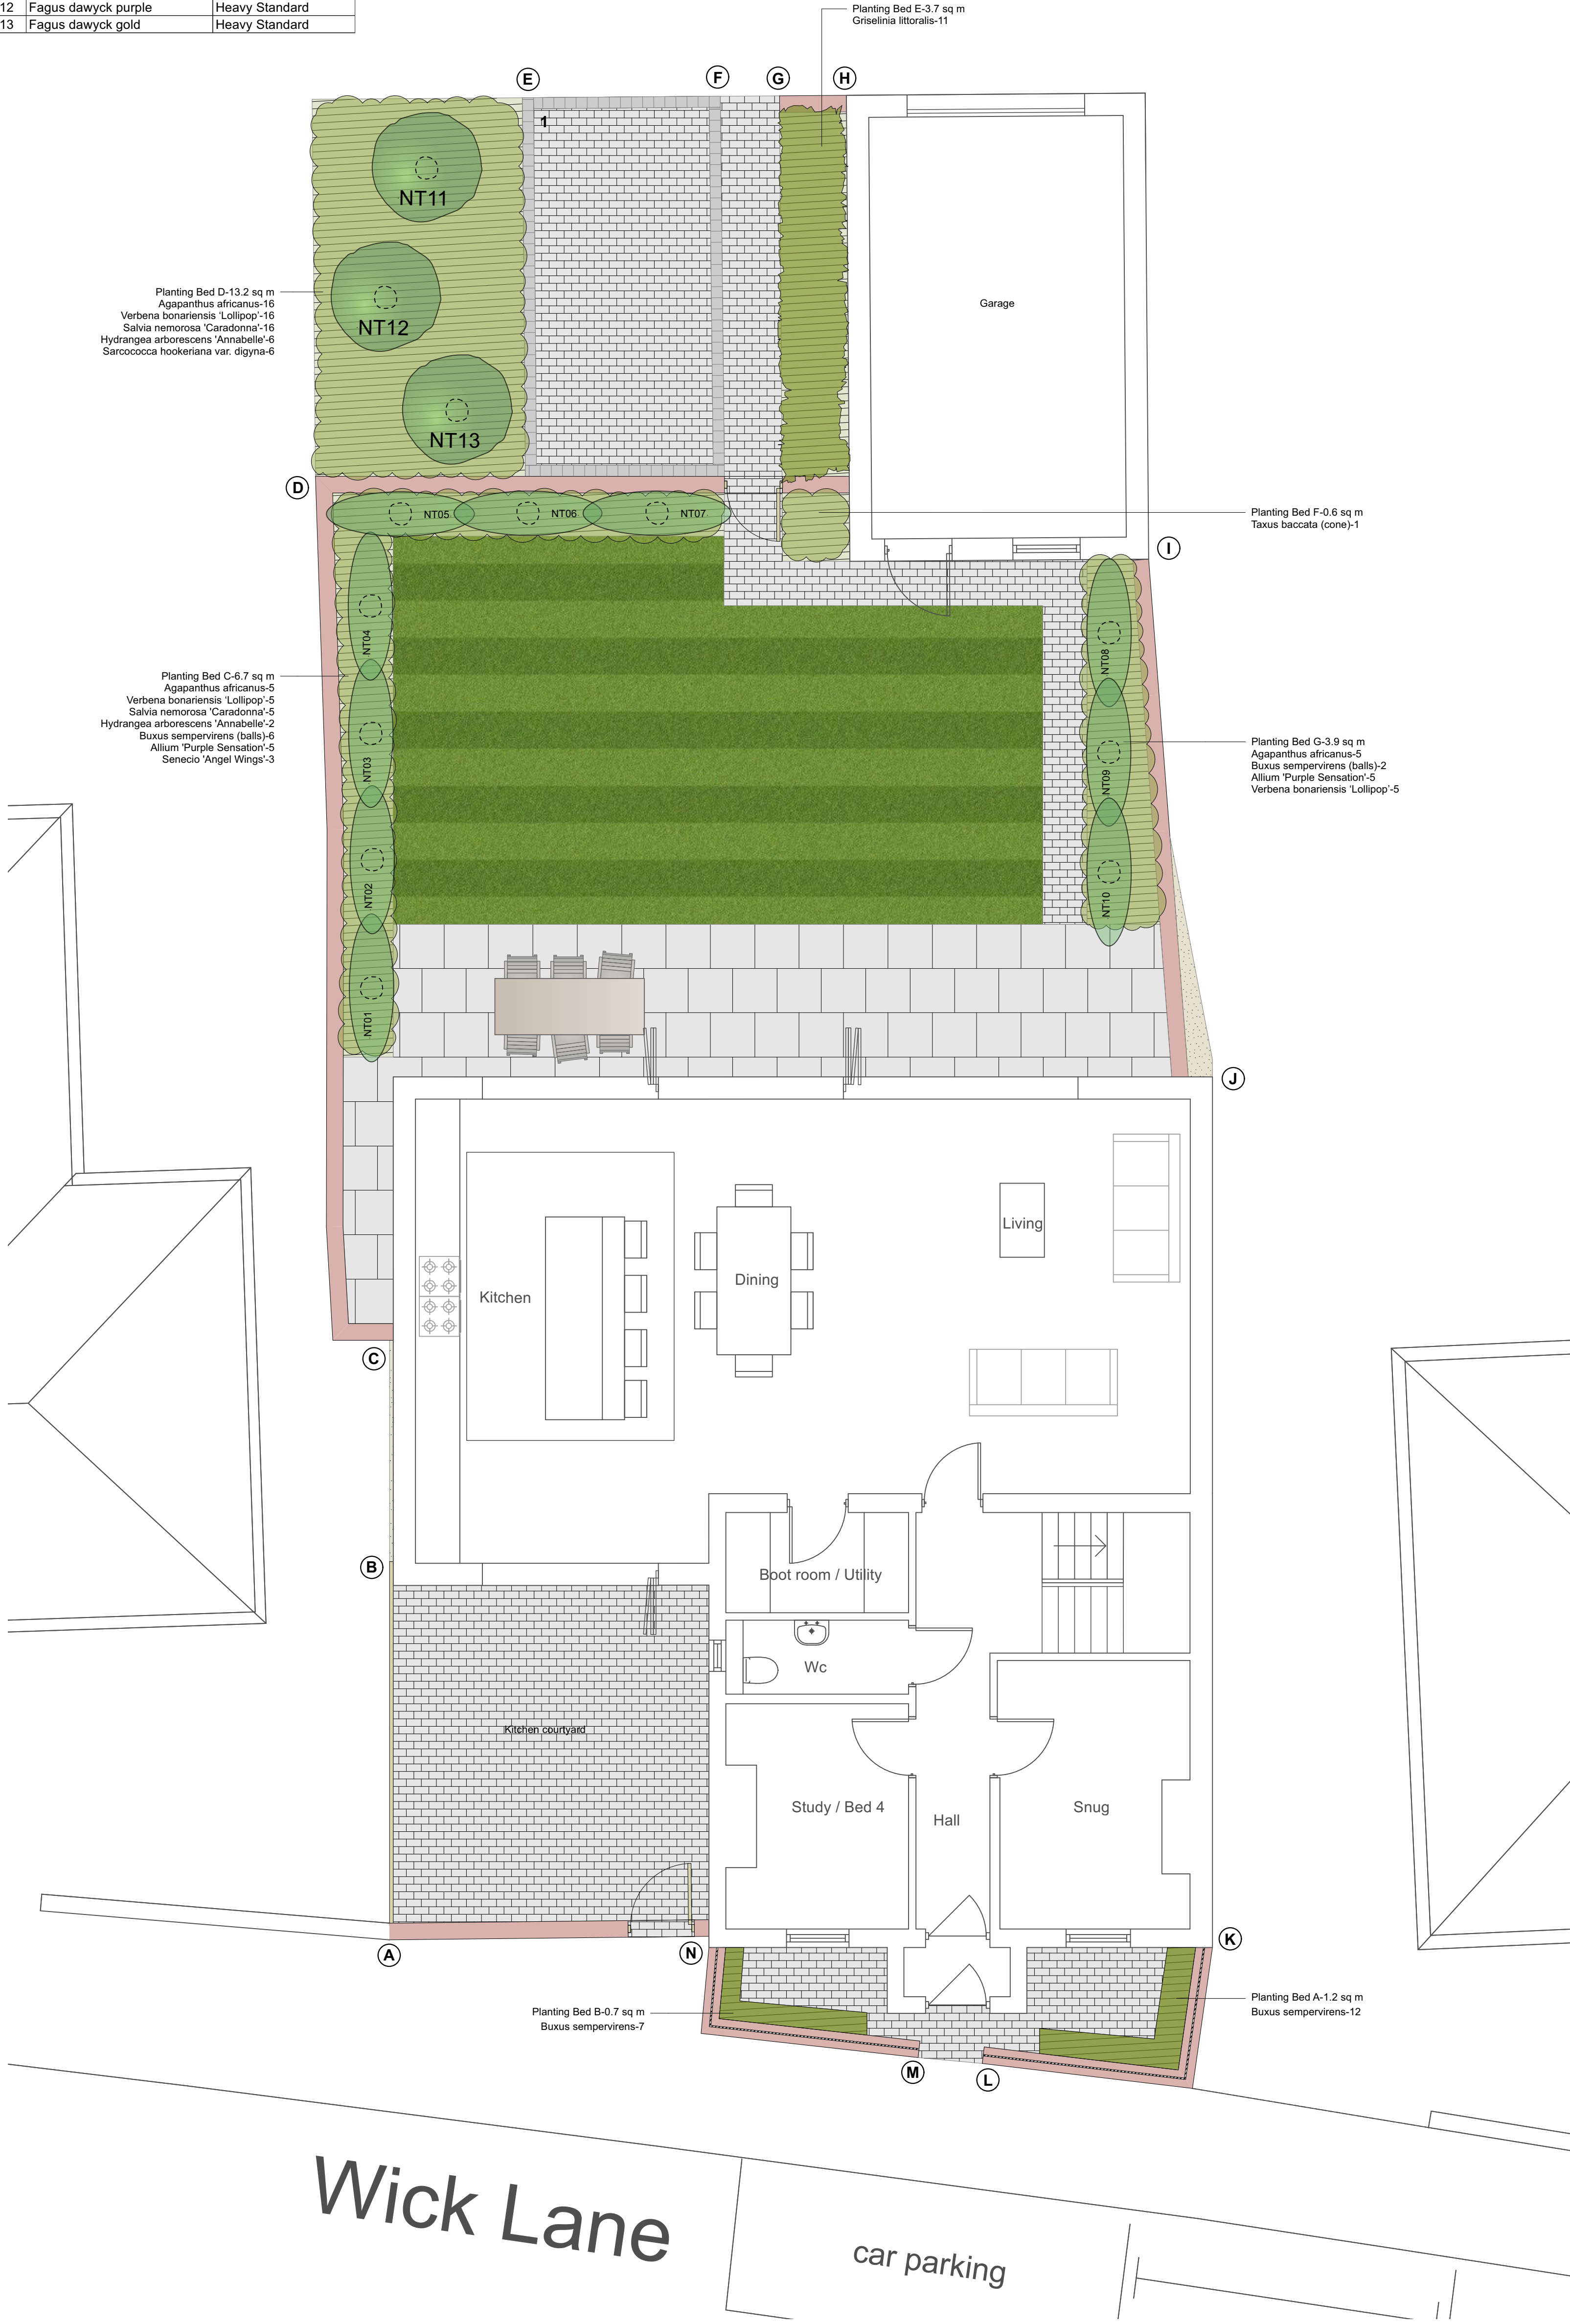 12 Fagus dawyck purple Heavy Standard
13 Fagus dawyck gold Heavy Standard
Planting Bed E-3.7 sq m
Griselinia littoralis-11
E
F
G
H
1
NT11
NT12
NT13
Garage
Planting Bed D-13.2 sq m
Agapanthus africanus-16
Verbena bonariensis ‘Lollipop’-16
Salvia nemorosa 'Caradonna'-16
Hydrangea arborescens 'Annabelle'-6
Sarcococca hookeriana var. digyna-6
D
NT05
NT06
NT07
Planting Bed F-0.6 sq m
Taxus baccata (cone)-1
I
NT04
NT03
NT02
NT01
NT08
NT09
NT10
Planting Bed C-6.7 sq m
Agapanthus africanus-5
Verbena bonariensis ‘Lollipop’-5
Salvia nemorosa 'Caradonna'-5
Hydrangea arborescens 'Annabelle'-2
Buxus sempervirens (balls)-6
Allium 'Purple Sensation'-5
Senecio 'Angel Wings'-3
Planting Bed G-3.9 sq m
Agapanthus africanus-5
Buxus sempervirens (balls)-2
Allium 'Purple Sensation'-5
Verbena bonariensis ‘Lollipop’-5
J
Living
Dining
Kitchen
C
B
Boot room / Utility
Wc
Kitchen courtyard
Study / Bed 4
Hall
Snug
A
N
K
Planting Bed B-0.7 sq m
Buxus sempervirens-7
Planting Bed A-1.2 sq m
Buxus sempervirens-12
M
L
Wick Lane
car parking